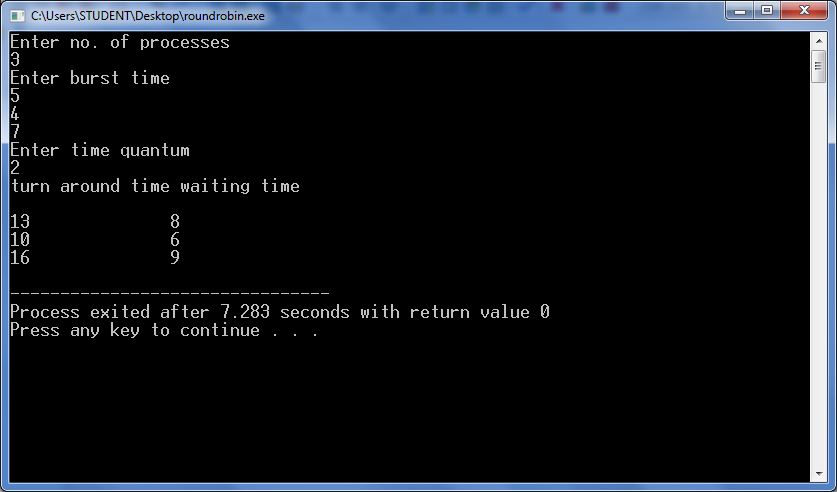 C:\Users\STUDENT\Desktop\roundrobin.exe
Enter no. of processes
3
Enter burst time
5
4
7
Enter time quantum
2
turn around time waiting time
13 8
10 6
16 9
--------------------------------
Process exited after 7.283 seconds with return value 0
Press any key to continue . . .